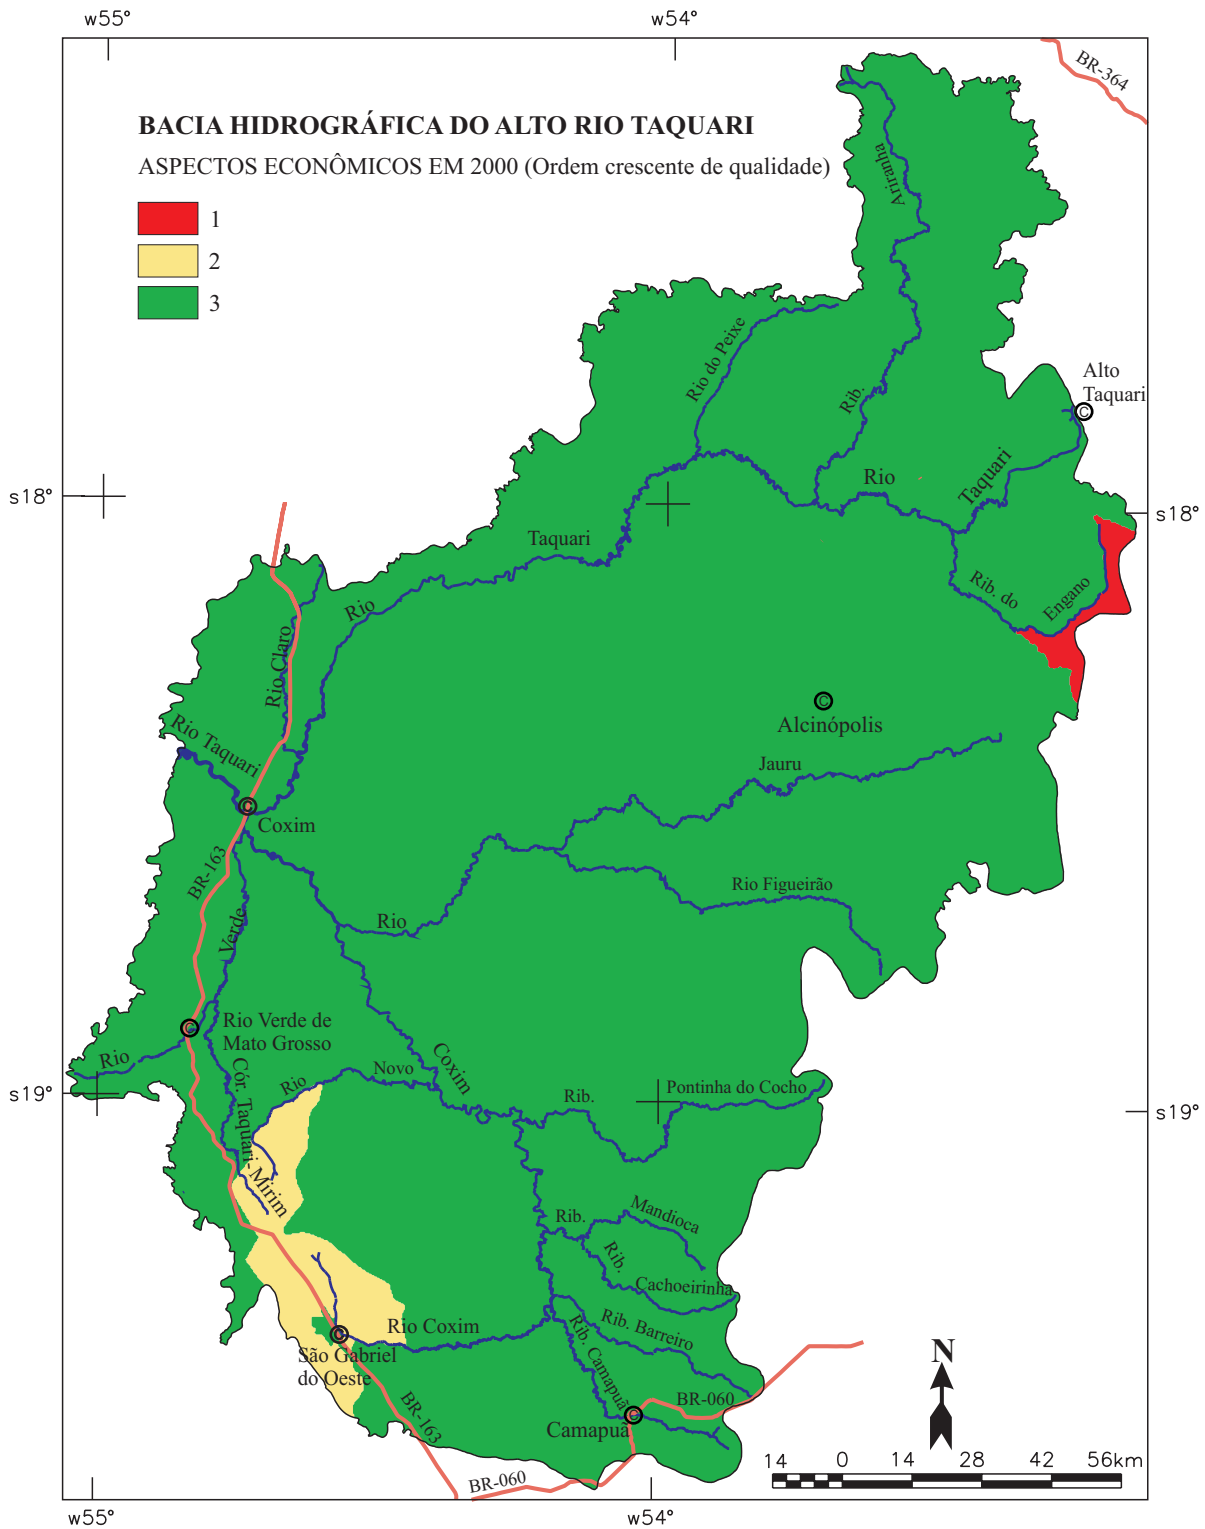 w55°
w54°
BR-364
BACIA HIDROGRÁFICA DO ALTO RIO TAQUARI
ASPECTOS ECONÔMICOS EM 2000 (Ordem crescente de qualidade)
1
2
3
Ariranha
Rio do Peixe
Rib.
Alto
Taquari
C
s18°
s18°
Rio
Taquari
Taquari
Rio
Rib. do
Engano
Rio Claro
C
Alcinópolis
Rio Taquari
Jauru
C
Coxim
BR-163
Rio Figueirão
Verde
Rio
C
Rio Verde de
Mato Grosso
Rio
Cór. Taquari-Mirim
Rio
Novo
Coxim
Rib.
Pontinha do Cocho
s19°
s19°
Rib.
Mandioca
Rib.
Cachoeirinha
Rib. Barreiro
Rio Coxim
C
São Gabriel
do Oeste
Rib. Camapuã
BR-163
BR-060
C
Camapuã
BR-060
N
14 0 14 28 42 56km
w55°
w54°